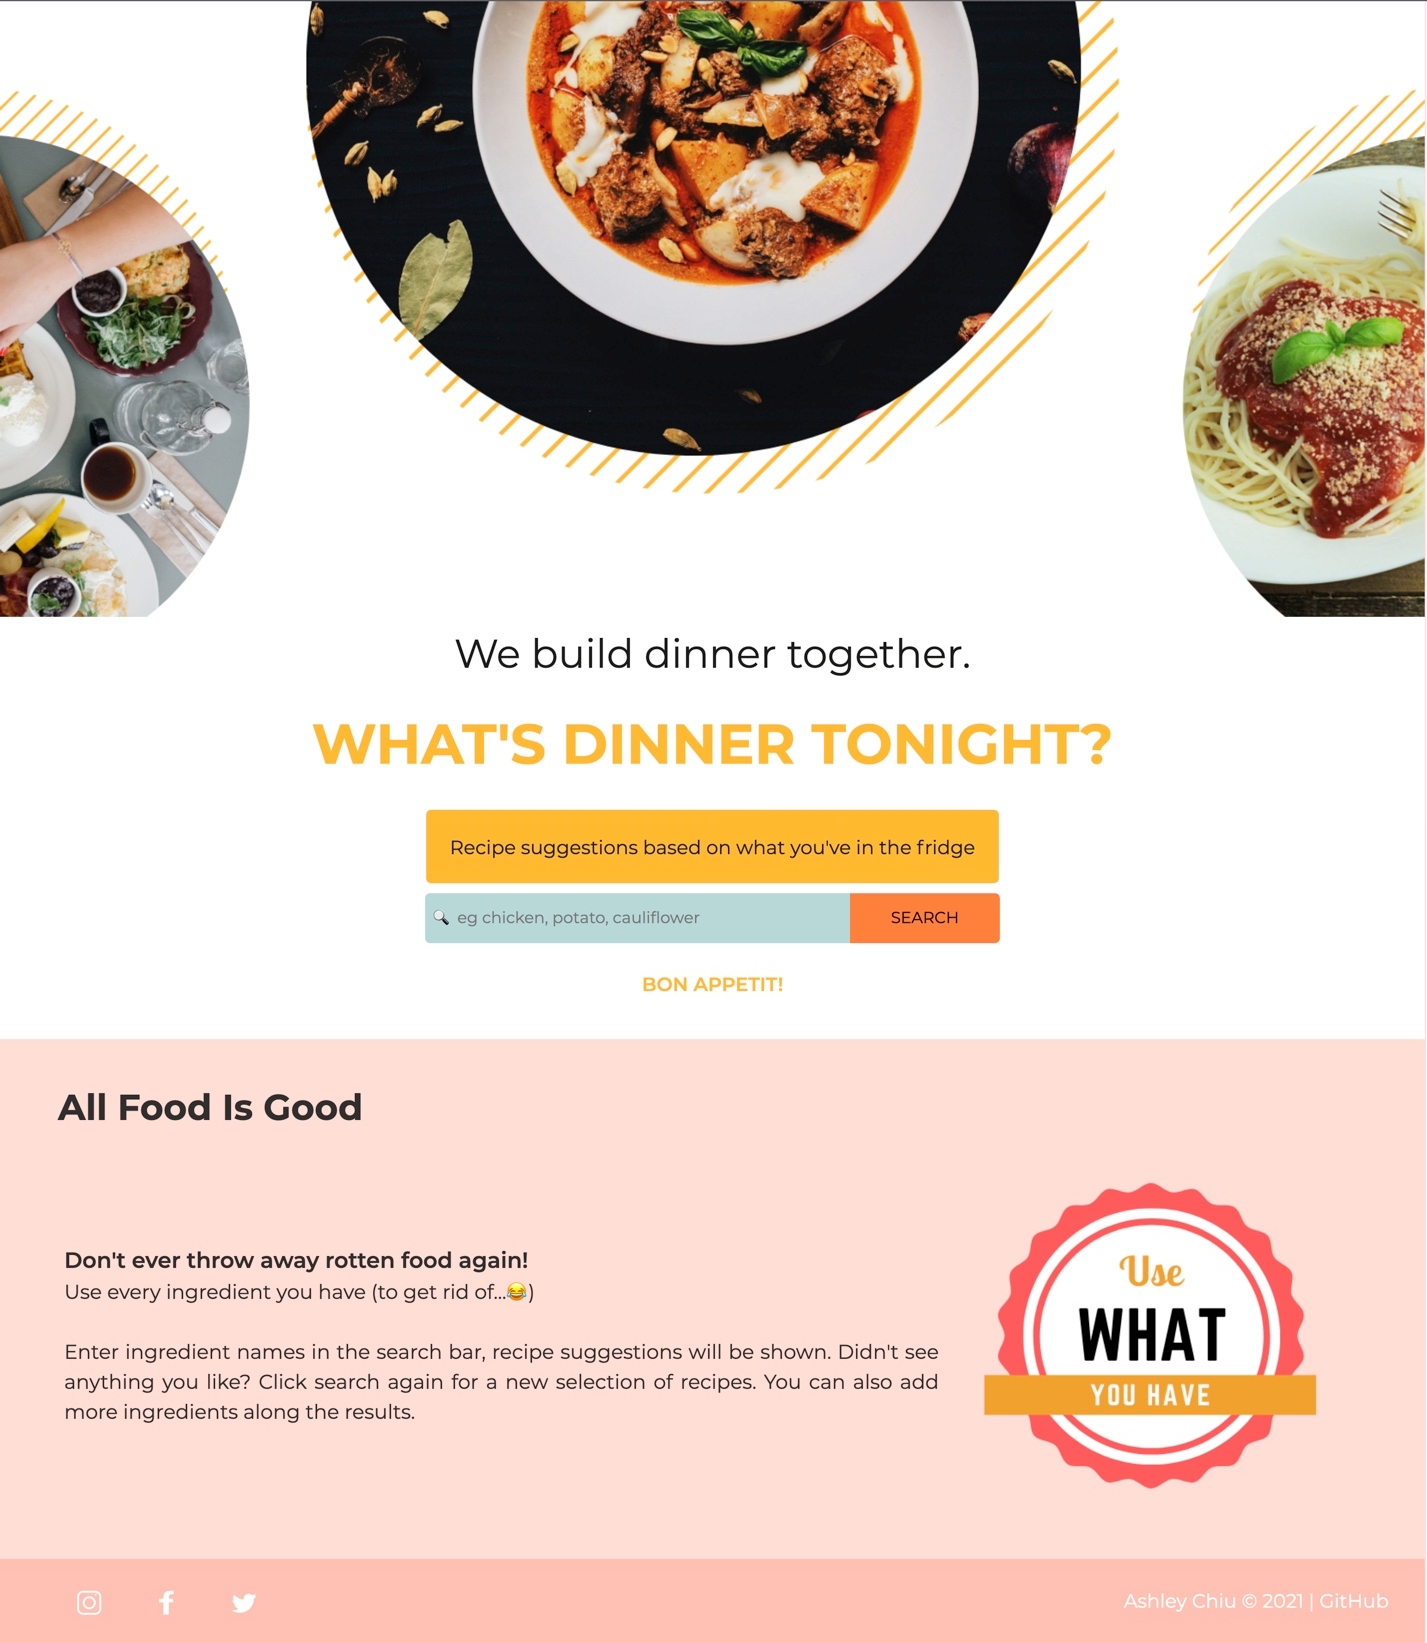 We build dinner together.
WHAT'S DINNER TONIGHT?
Recipe suggestions based on what you've in the fridge
🔍 eg chicken, potato, cauliflower
SEARCH
BON APPETIT!
All Food Is Good
Don't ever throw away rotten food again!
Use every ingredient you have (to get rid of...😂)
Enter ingredient names in the search bar, recipe suggestions will be shown. Didn't see
anything you like? Click search again for a new selection of recipes. You can also add
more ingredients along the results.
Use
WHAT
YOU HAVE
Ashley Chiu © 2021 | GitHub